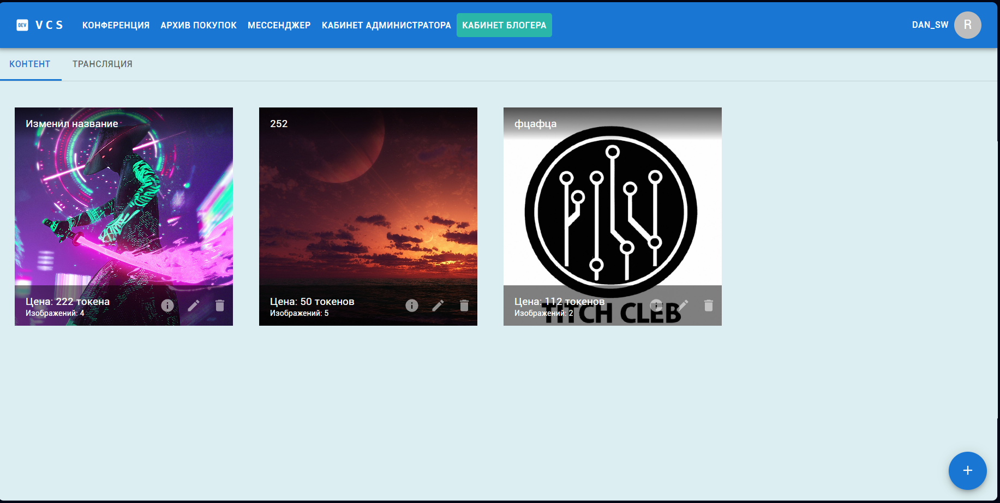 DEV VCS КОНФЕРЕНЦИЯ АРХИВ ПОКУПОК МЕССЕНДЖЕР КАБИНЕТ АДМИНИСТРАТОРА КАБИНЕТ БЛОГЕРА DAN_SW R
КОНТЕНТ ТРАНСЛЯЦИЯ
Изменил название
Цена: 222 токена
Изображений: 4
252
Цена: 50 токенов
Изображений: 5
фцафца
TITCH CLEB
Цена: 112 токенов
Изображений: 2
+